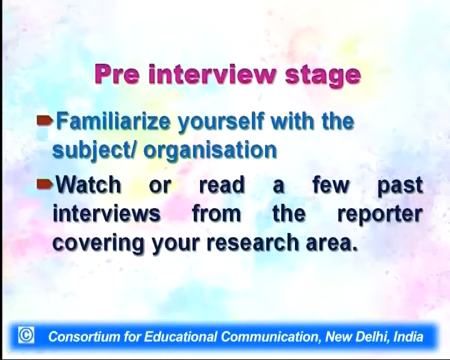 Pre interview stage
Familiarize yourself with the
subject/ organisation
Watch or read a few past
interviews from the reporter
covering your research area.
© Consortium for Educational Communication, New Delhi, India